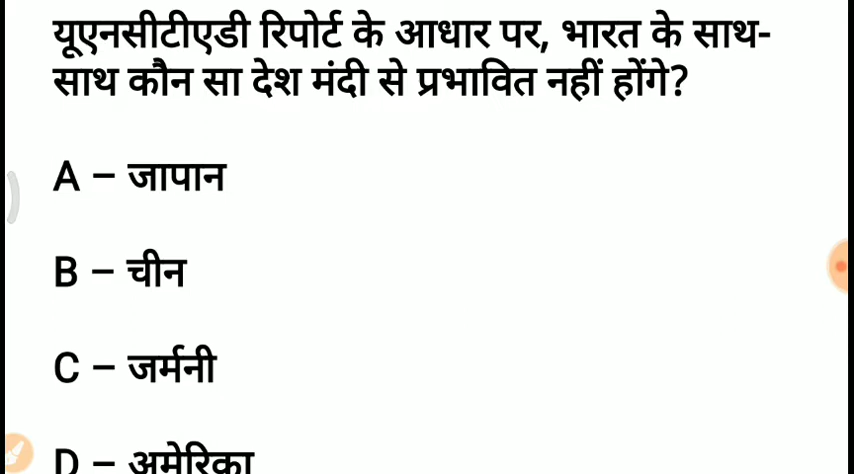 यूएनसीटीएडी रिपोर्ट के आधार पर, भारत के साथ-
साथ कौन सा देश मंदी से प्रभावित नहीं होंगे?
A – जापान
B – चीन
C – जर्मनी
D – अमेरिका